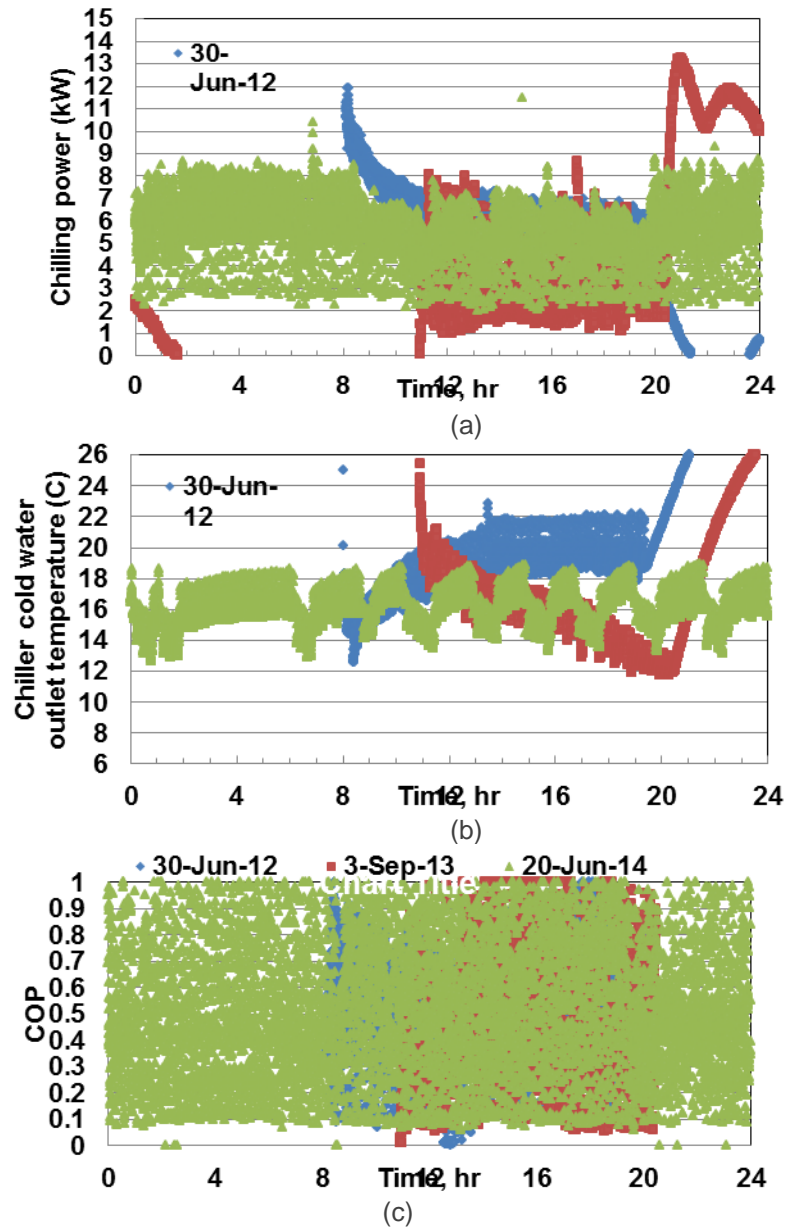 15
14
13
12
11
10
9
8
7
6
5
4
3
2
1
0
Chilling power (kW)
30-
Jun-12
0 4 8 12 16 20 24
Time, hr
(a)
26
24
22
20
18
16
14
12
10
8
6
Chiller cold water
outlet temperature (C)
30-Jun-
12
0 4 8 12 16 20 24
Time, hr
(b)
30-Jun-12 3-Sep-13 20-Jun-14
Chart Title
1
0.9
0.8
0.7
0.6
0.5
0.4
0.3
0.2
0.1
0
COP
0 4 8 12 16 20 24
Time, hr
(c)